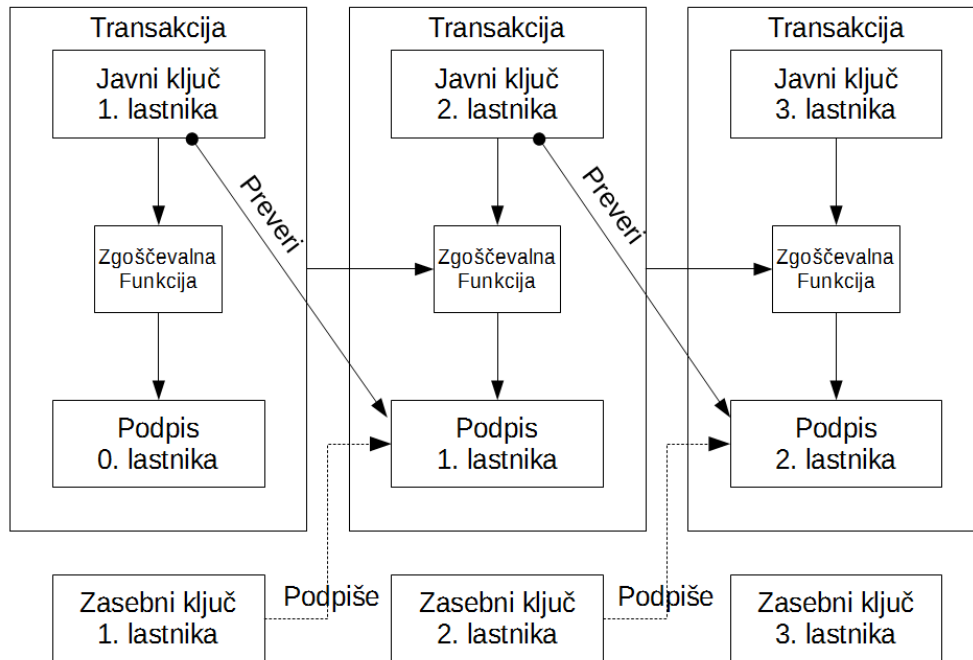 Transakcija
Javni ključ
1. lastnika
Preveri
Zgoščevalna
Funkcija
Podpis
0. lastnika
Transakcija
Javni ključ
2. lastnika
Preveri
Zgoščevalna
Funkcija
Podpis
1. lastnika
Transakcija
Javni ključ
3. lastnika
Zgoščevalna
Funkcija
Podpis
2. lastnika
Zasebni ključ
1. lastnika
Podpiše
Zasebni ključ
2. lastnika
Podpiše
Zasebni ključ
3. lastnika